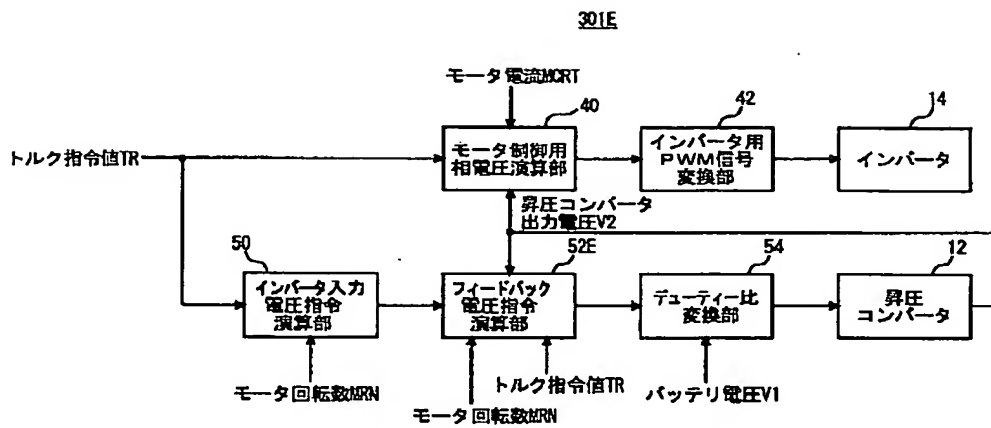 301E
モータ電流MCRT
40
42
14
トルク指令値TR
モータ制御用
相電圧演算部
インバータ用
PWM信号
変換部
インバータ
昇圧コンバータ
出力電圧V2
50
52E
54
12
インバータ入力
電圧指令
演算部
フィードバック
電圧指令
演算部
デューティー比
変換部
昇圧
コンバータ
トルク指令値TR
モータ回転数MRN
バッテリ電圧V1
モータ回転数MRN